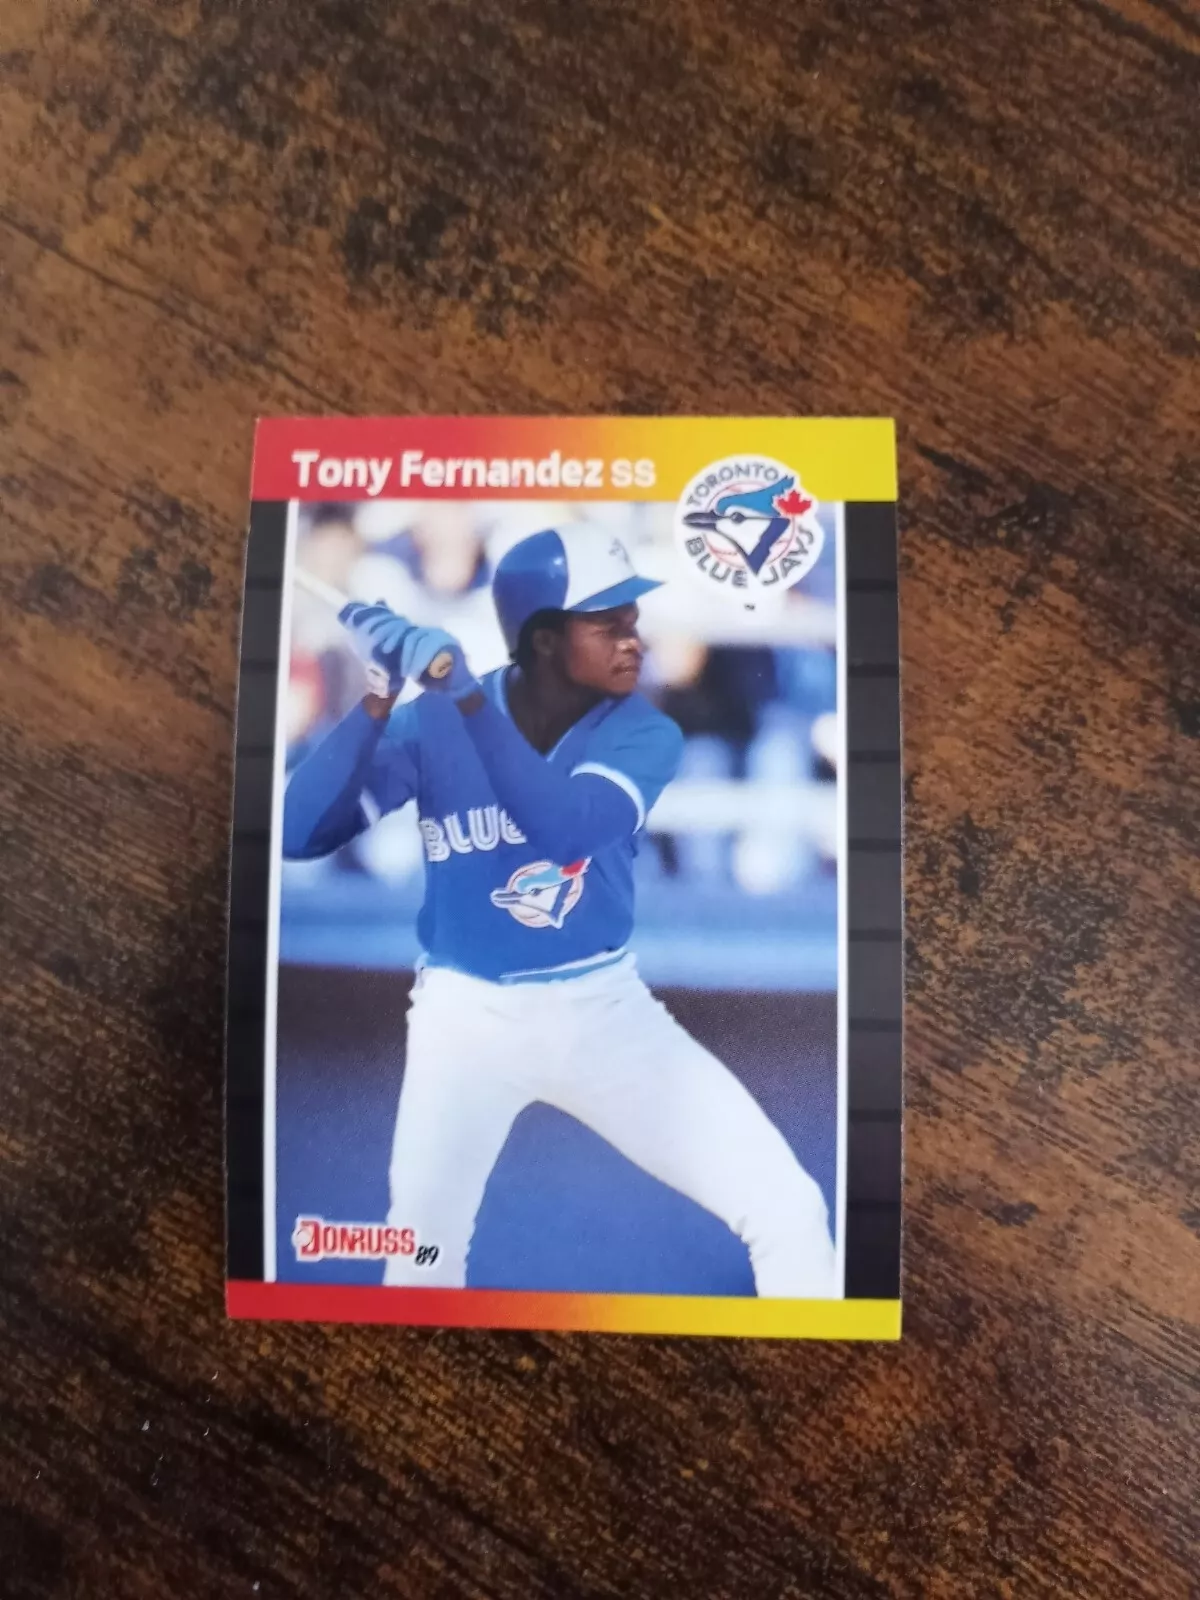 Tony Fernandez SS
TORONTO
BLUE JAYS
BLUE
DONRUSS 89